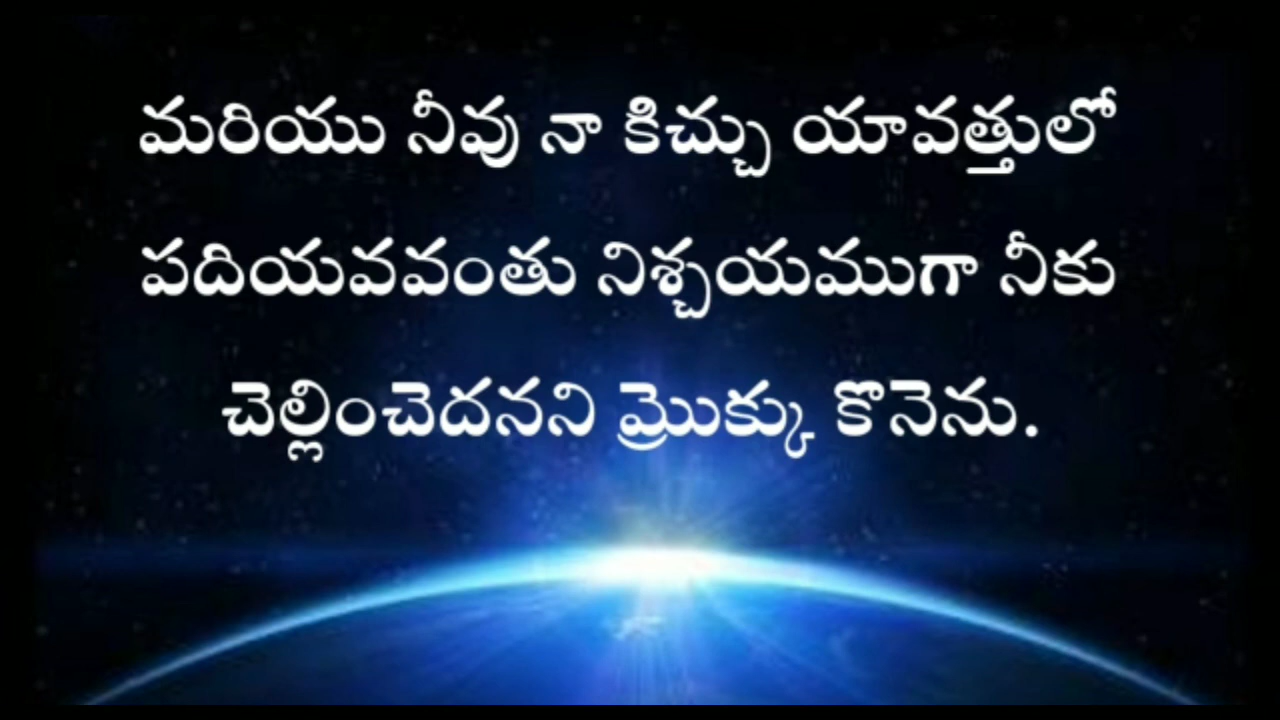 మరియు నీవు నా కిచ్చు యావత్తులో
పదియవవంతు నిశ్చయముగా నీకు
చెల్లించెదనని మ్రొక్కు కొనెను.